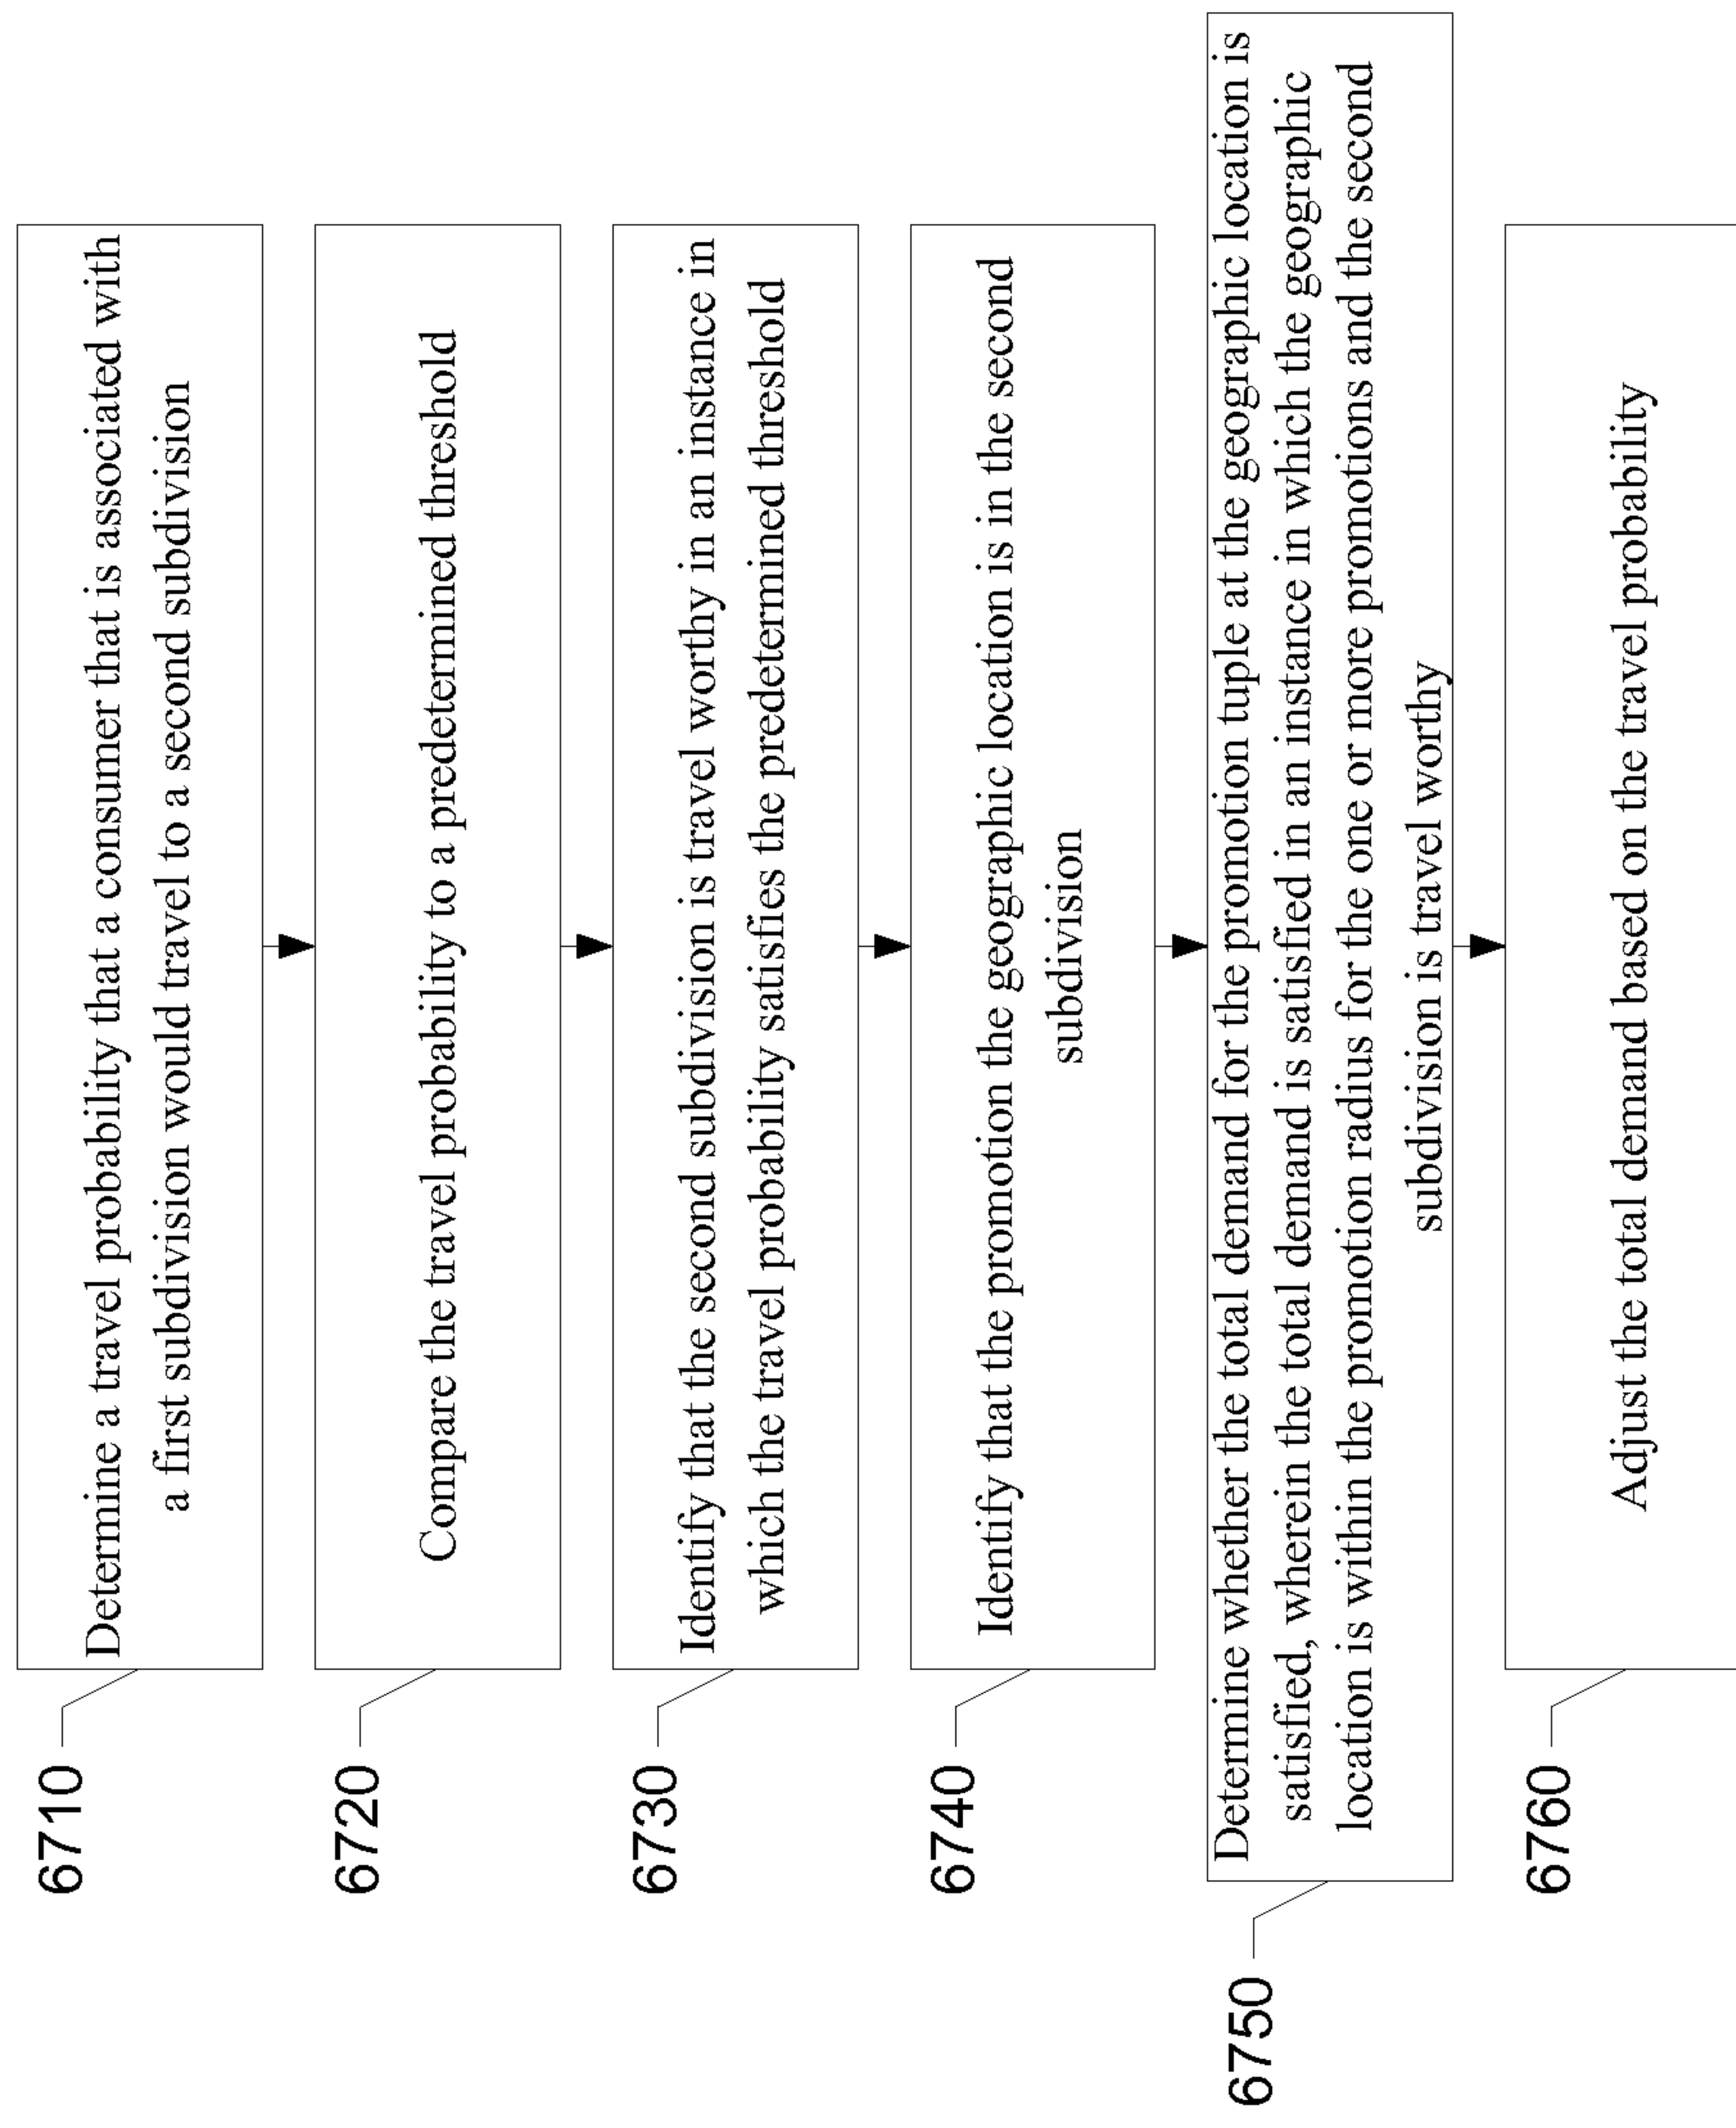 6710
Determine a travel probability that a consumer that is associated with
a first subdivision would travel to a second subdivision
6720
Compare the travel probability to a predetermined threshold
6730
Identify that the second subdivision is travel worthy in an instance in
which the travel probability satisfies the predetermined threshold
6740
Identify that the promotion the geographic location is in the second
subdivision
6750
Determine whether the total demand for the promotion tuple at the geographic location is
satisfied, wherein the total demand is satisfied in an instance in which the geographic
location is within the promotion radius for the one or more promotions and the second
subdivision is travel worthy
6760
Adjust the total demand based on the travel probability